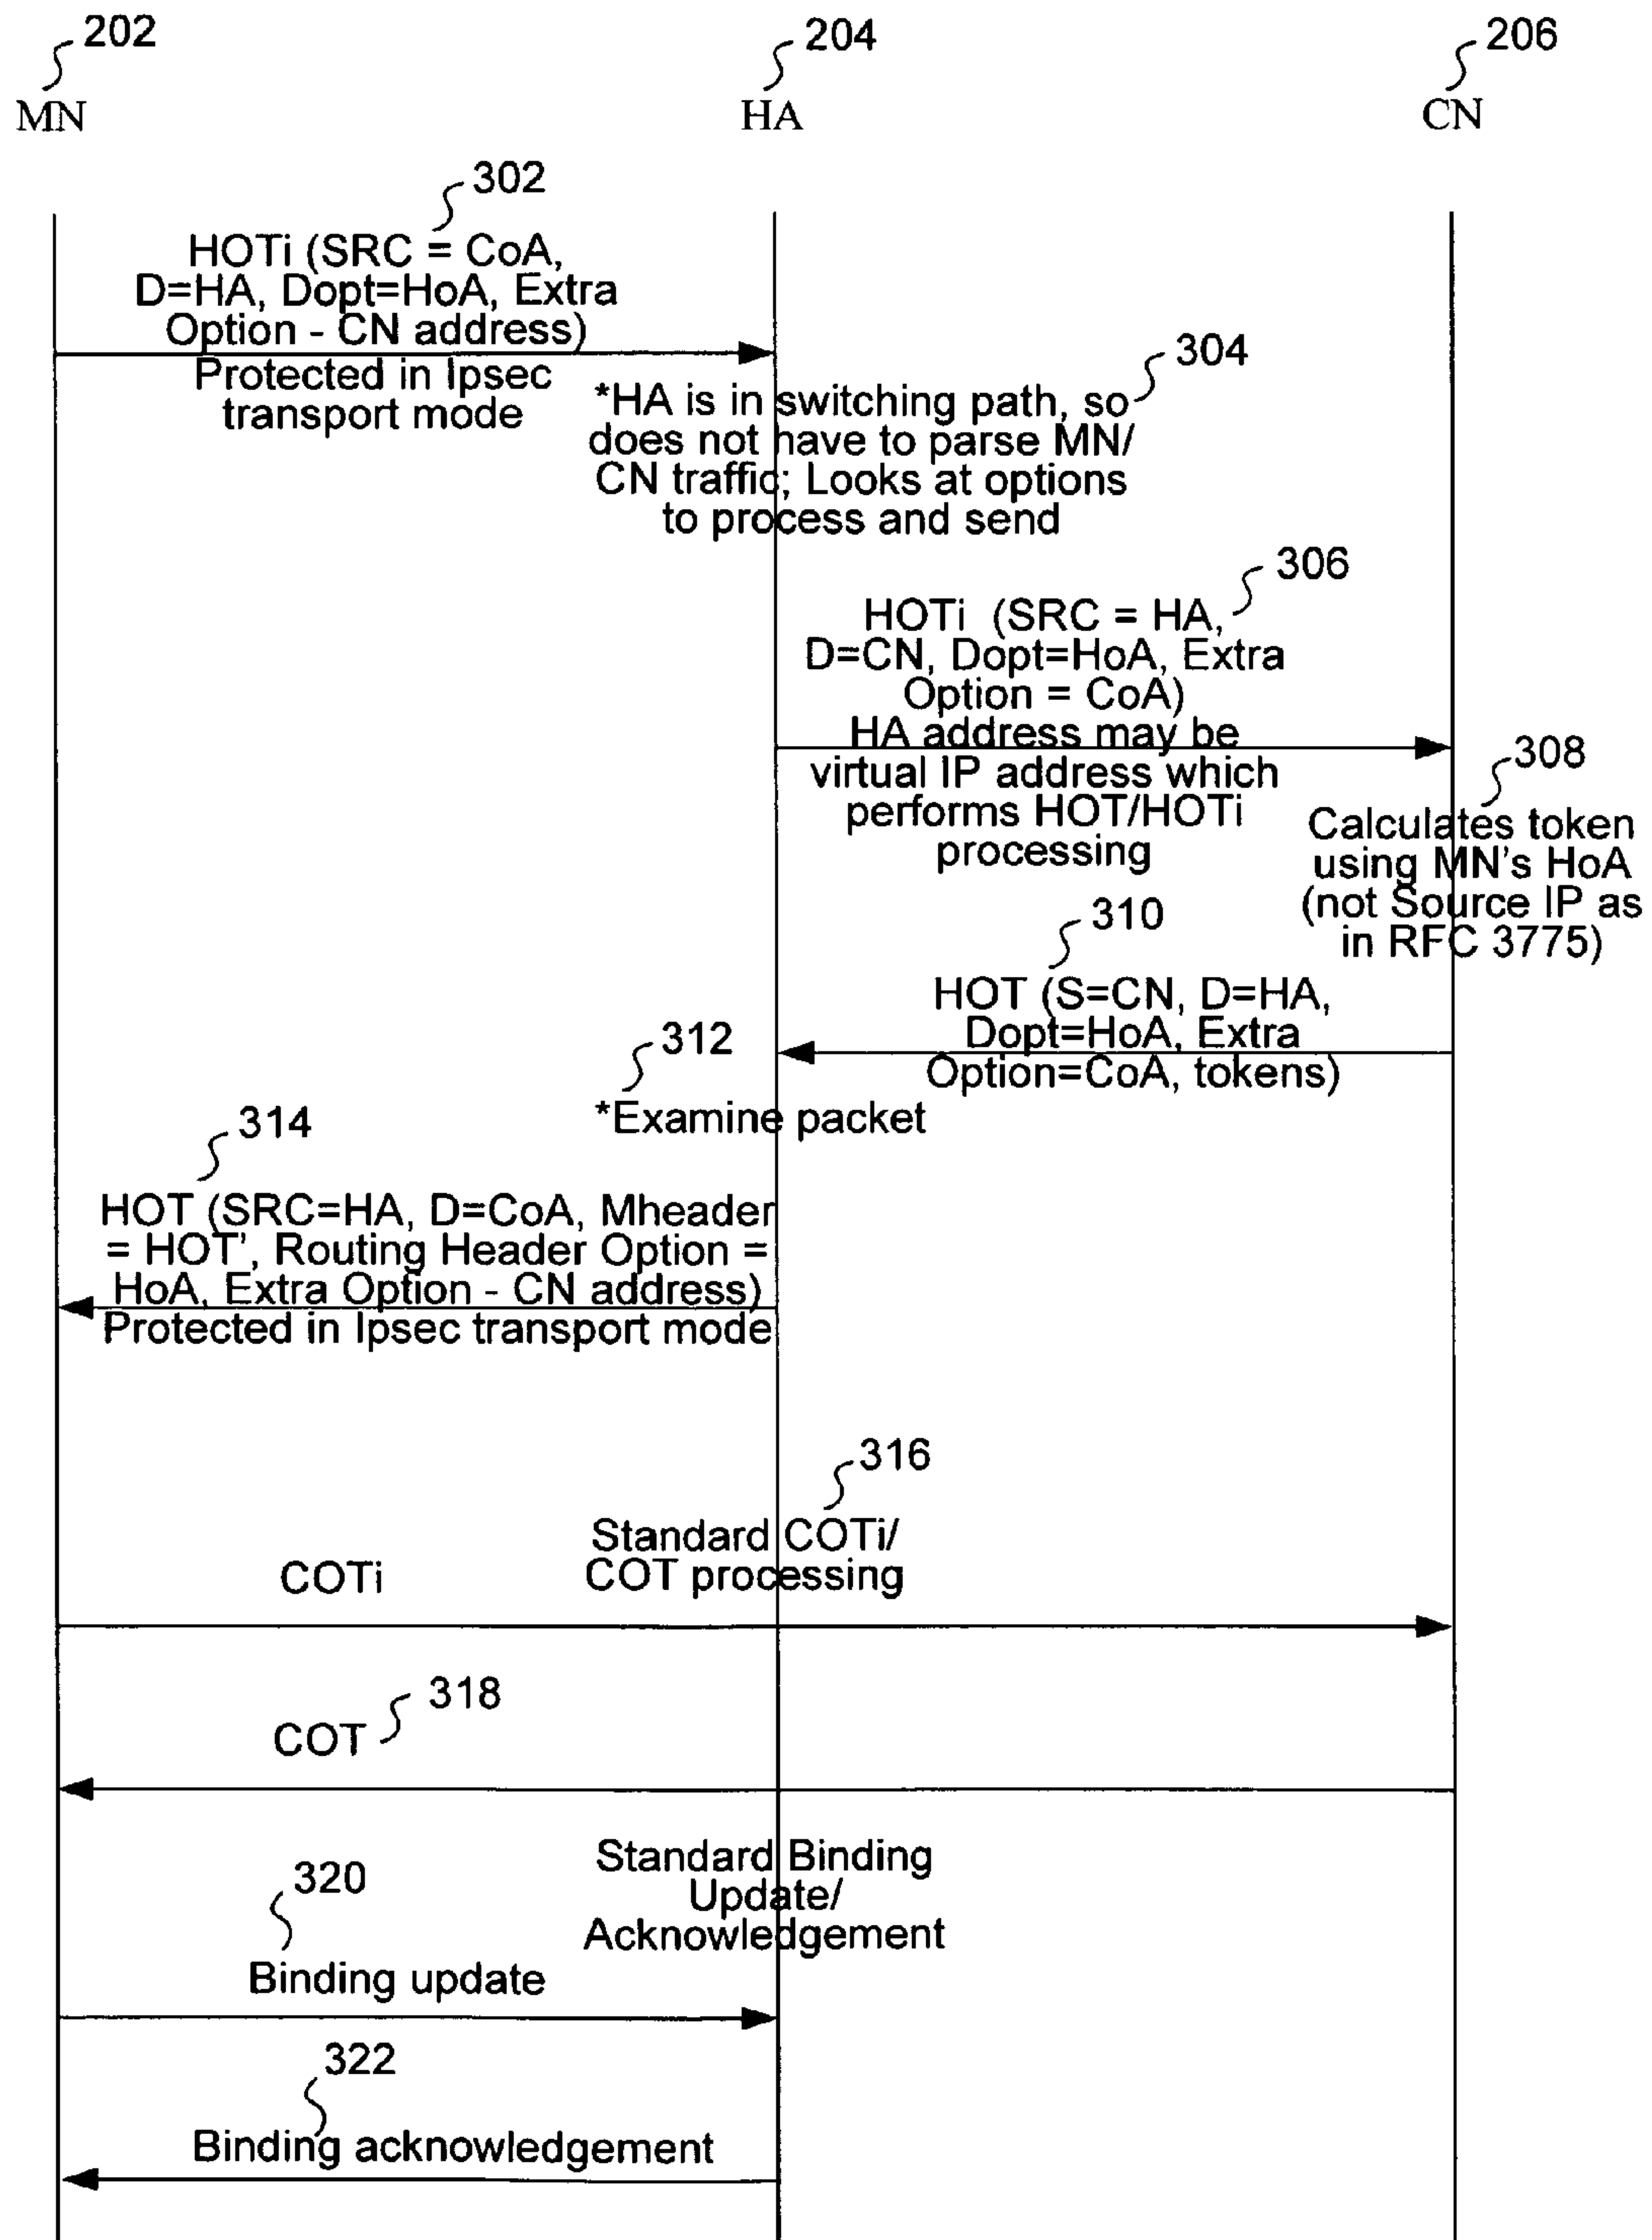 202
204
206
MN
HA
CN
302
HOTi (SRC = CoA,
D=HA, Dopt=HoA, Extra
Option - CN address)
Protected in Ipsec
transport mode
304
*HA is in switching path, so
does not have to parse MN/
CN traffic; Looks at options
to process and send
306
HOTi (SRC = HA,
D=CN, Dopt=HoA, Extra
Option = CoA)
HA address may be
virtual IP address which
performs HOT/HOTi
processing
308
Calculates token
using MN's HoA
(not Source IP as
in RFC 3775)
310
HOT (S=CN, D=HA,
Dopt=HoA, Extra
Option=CoA, tokens)
312
*Examine packet
314
HOT (SRC=HA, D=CoA, Mheader
= HOT', Routing Header Option =
HoA, Extra Option - CN address)
Protected in Ipsec transport mode
316
Standard COTi/
COT processing
COTi
318
COT
Standard Binding
Update/
Acknowledgement
320
Binding update
322
Binding acknowledgement